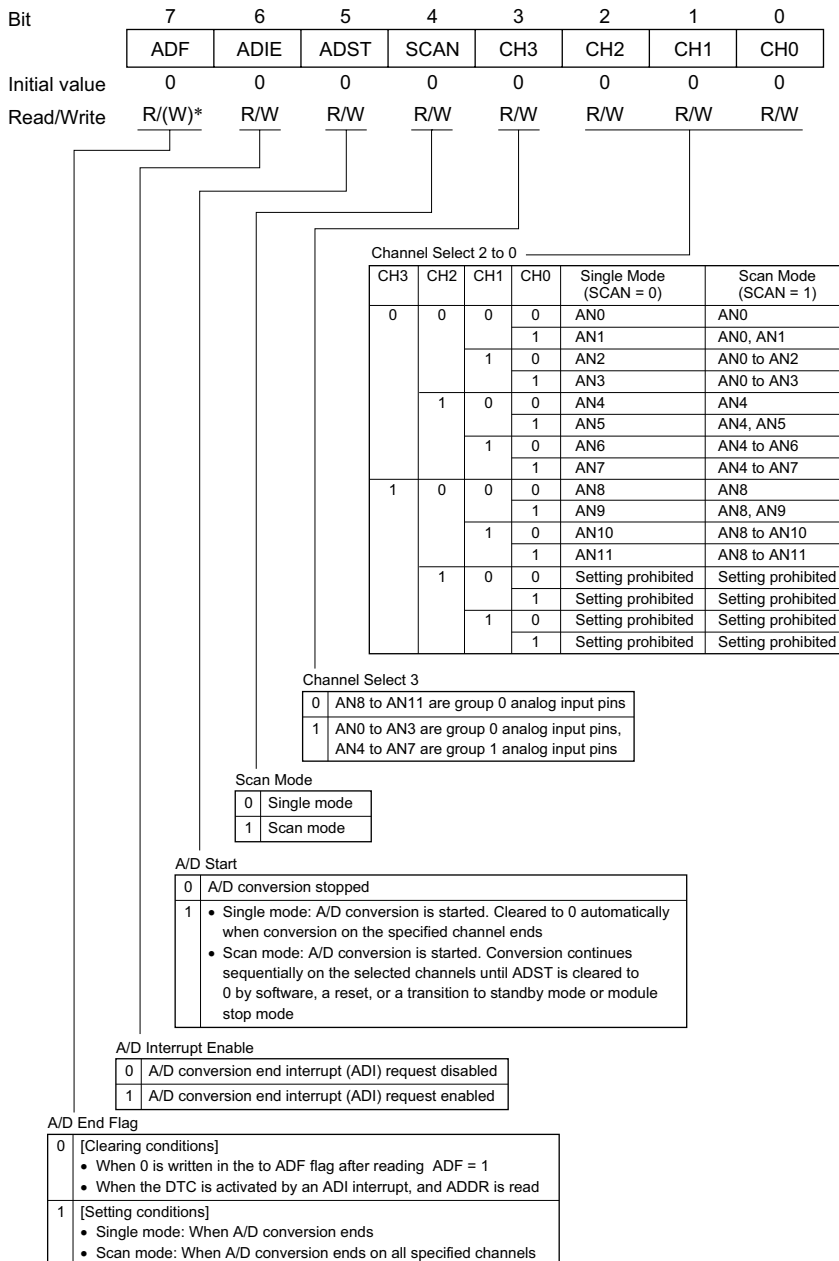 Bit 7 6 5 4 3 2 1 0
ADF ADIE ADST SCAN CH3 CH2 CH1 CH0
Initial value 0 0 0 0 0 0 0 0
Read/Write R/(W)* R/W R/W R/W R/W R/W R/W R/W
Channel Select 2 to 0
CH3 CH2 CH1 CH0 Single Mode (SCAN = 0) Scan Mode (SCAN = 1)
0 0 0 0 AN0 AN0
1 AN1 AN0, AN1
1 0 AN2 AN0 to AN2
1 AN3 AN0 to AN3
1 0 0 AN4 AN4
1 AN5 AN4, AN5
1 0 AN6 AN4 to AN6
1 AN7 AN4 to AN7
1 0 0 0 AN8 AN8
1 AN9 AN8, AN9
1 0 AN10 AN8 to AN10
1 AN11 AN8 to AN11
1 0 0 Setting prohibited Setting prohibited
1 Setting prohibited Setting prohibited
1 0 Setting prohibited Setting prohibited
1 Setting prohibited Setting prohibited
Channel Select 3
0 AN8 to AN11 are group 0 analog input pins
1 AN0 to AN3 are group 0 analog input pins,
AN4 to AN7 are group 1 analog input pins
Scan Mode
0 Single mode
1 Scan mode
A/D Start
0 A/D conversion stopped
1 • Single mode: A/D conversion is started. Cleared to 0 automatically
when conversion on the specified channel ends
• Scan mode: A/D conversion is started. Conversion continues
sequentially on the selected channels until ADST is cleared to
0 by software, a reset, or a transition to standby mode or module
stop mode
A/D Interrupt Enable
0 A/D conversion end interrupt (ADI) request disabled
1 A/D conversion end interrupt (ADI) request enabled
A/D End Flag
0 [Clearing conditions]
• When 0 is written in the to ADF flag after reading ADF = 1
• When the DTC is activated by an ADI interrupt, and ADDR is read
1 [Setting conditions]
• Single mode: When A/D conversion ends
• Scan mode: When A/D conversion ends on all specified channels